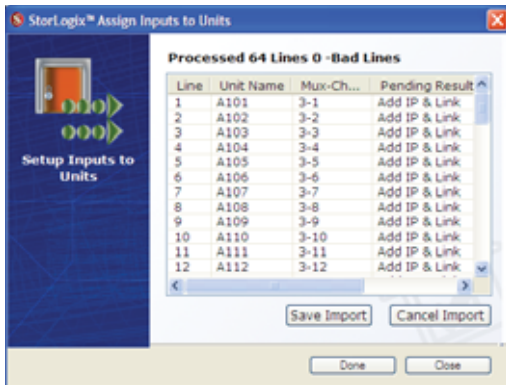 StorLogix™ Assign Inputs to Units
Setup Inputs to
Units
Processed 64 Lines 0 -Bad Lines
Line Unit Name Mux-Ch... Pending Result
1 A101 3-1 Add IP & Link
2 A102 3-2 Add IP & Link
3 A103 3-3 Add IP & Link
4 A104 3-4 Add IP & Link
5 A105 3-5 Add IP & Link
6 A106 3-6 Add IP & Link
7 A107 3-7 Add IP & Link
8 A108 3-8 Add IP & Link
9 A109 3-9 Add IP & Link
10 A110 3-10 Add IP & Link
11 A111 3-11 Add IP & Link
12 A112 3-12 Add IP & Link
Save Import Cancel Import
Done Close